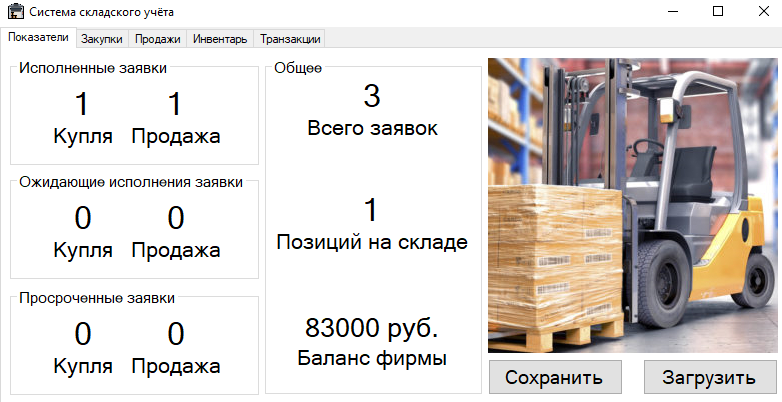 Система складского учёта
Показатели Закупки Продажи Инвентарь Транзакции
Исполненные заявки
1 1
Купля Продажа
Ожидающие исполнения заявки
0 0
Купля Продажа
Просроченные заявки
0 0
Купля Продажа
Общее
3
Всего заявок
1
Позиций на складе
83000 руб.
Баланс фирмы
Сохранить Загрузить